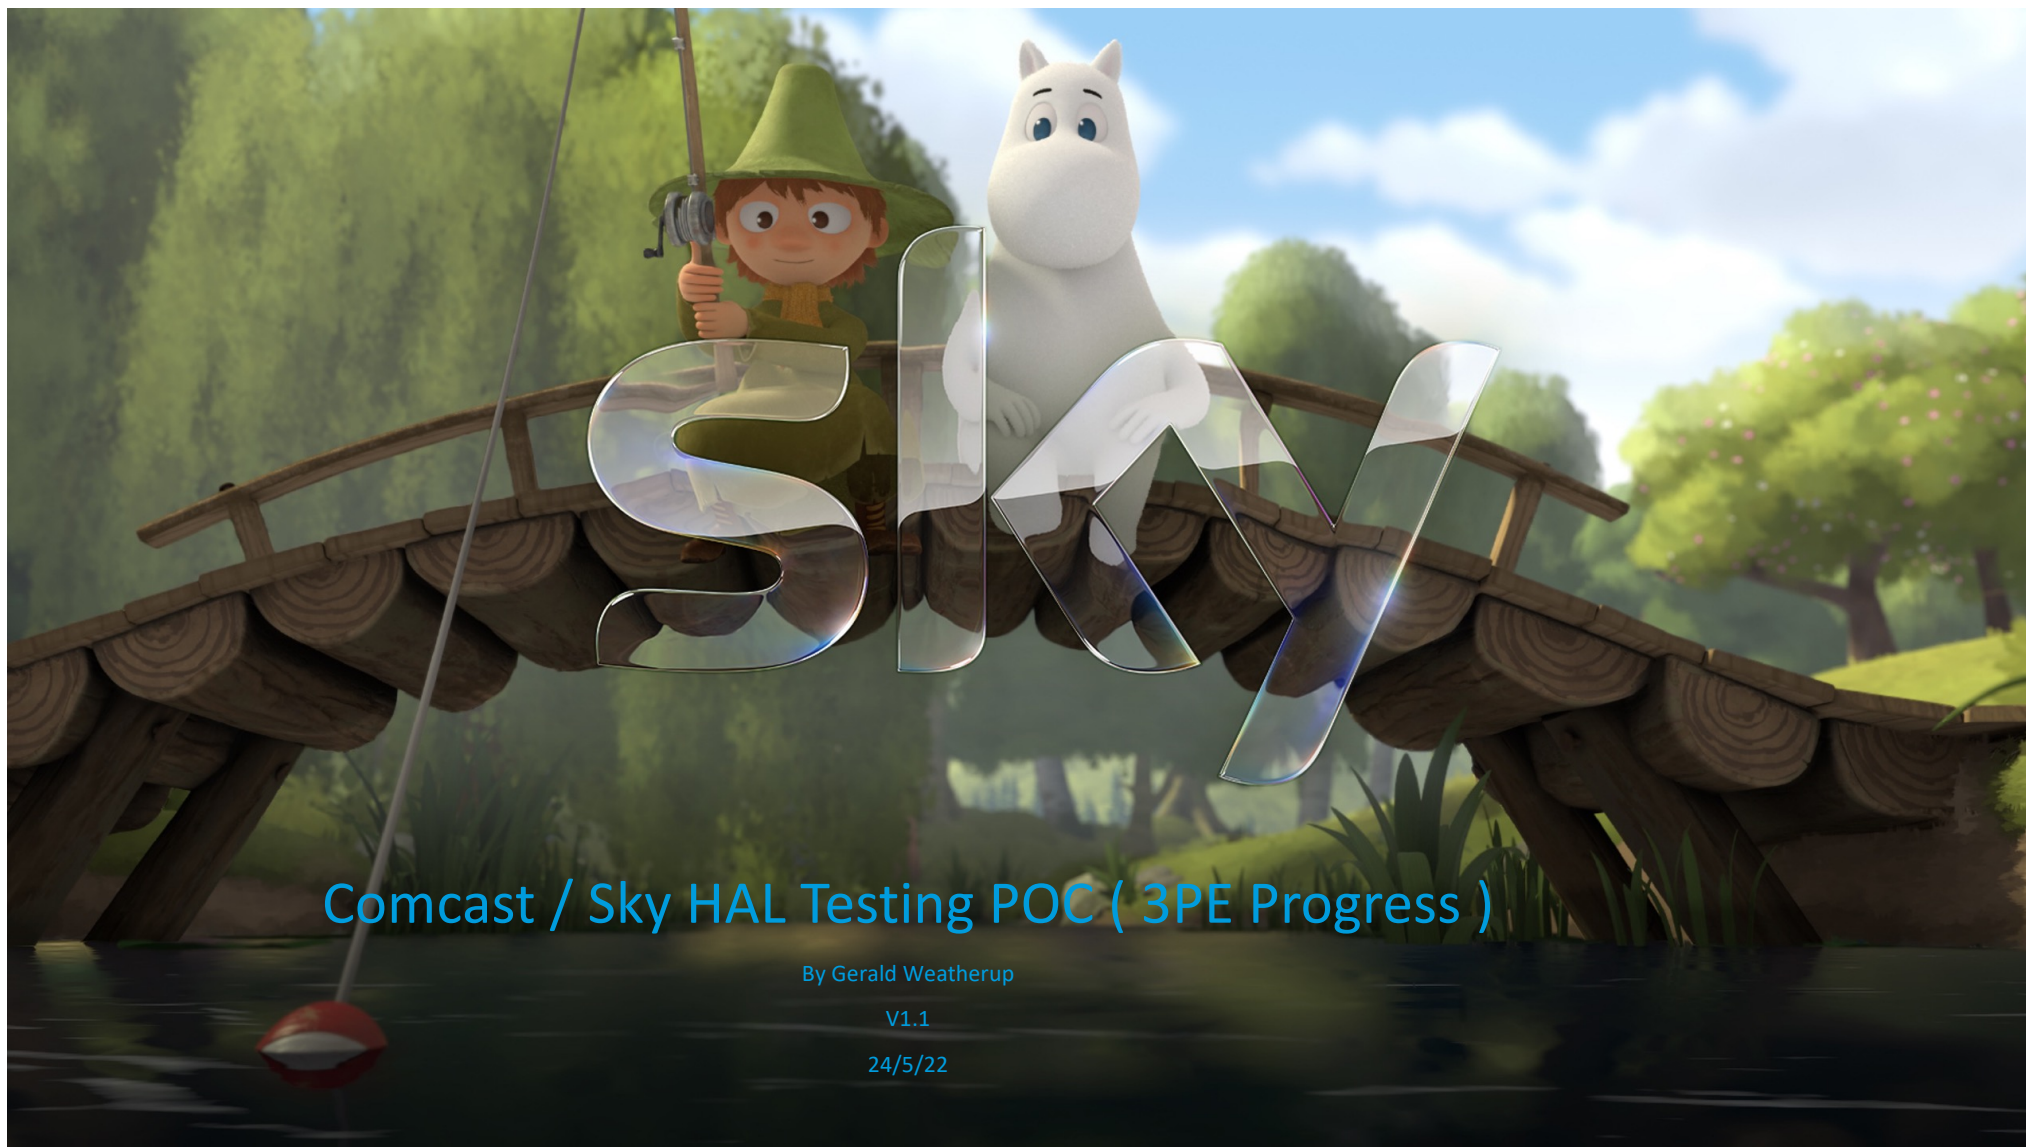 sky
Comcast / Sky HAL Testing POC ( 3PE Progress )
By Gerald Weatherup
V1.1
24/5/22